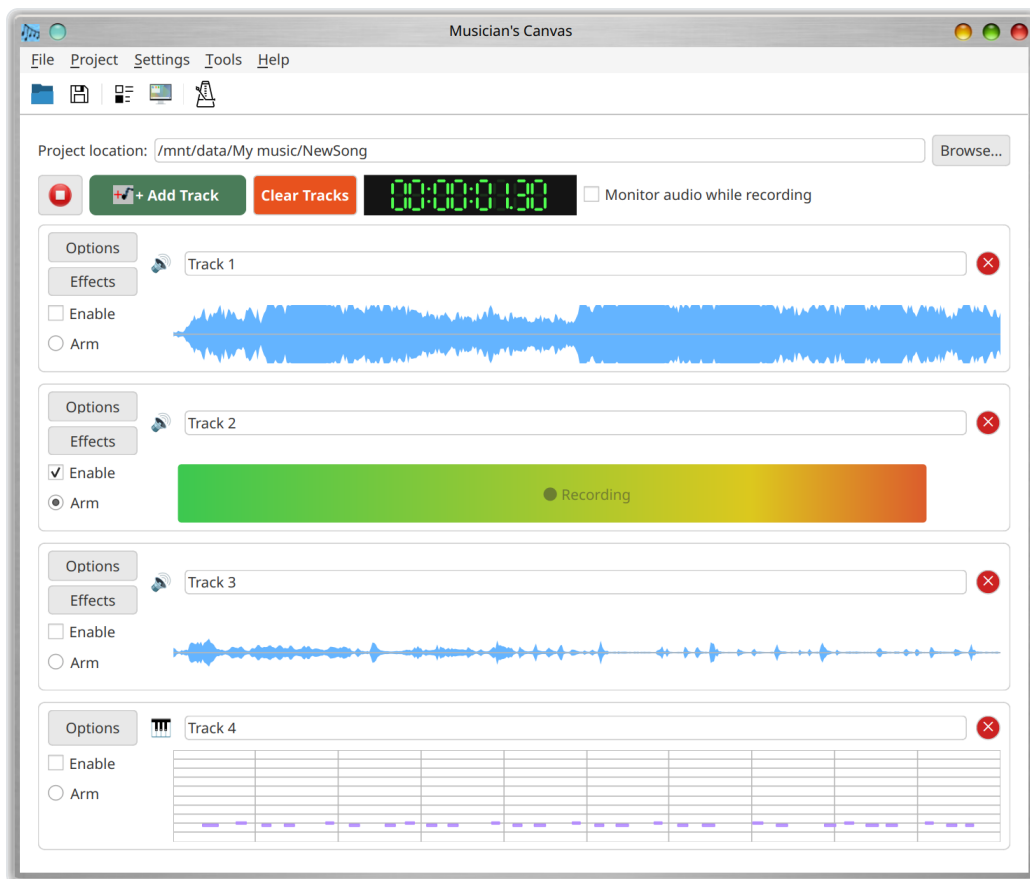 Musician's Canvas
File Project Settings Tools Help
Project location: /mnt/data/My music/NewSong Browse...
+ Add Track Clear Tracks 00:00:01.30 Monitor audio while recording
Options
Track 1
Effects
Enable
Arm
Options
Track 2
Effects
Enable
Recording
Arm
Options
Track 3
Effects
Enable
Arm
Options Track 4
Enable
Arm